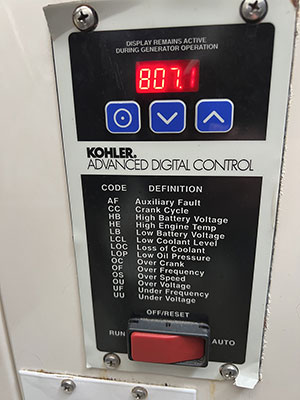 DISPLAY REMAINS ACTIVE
DURING GENERATOR OPERATION
807.1
KOHLER.
ADVANCED DIGITAL CONTROL
CODE DEFINITION
AF Auxiliary Fault
CC Crank Cycle
HB High Battery Voltage
HE High Engine Temp
LB Low Battery Voltage
LCL Low Coolant Level
LOC Loss of Coolant
LOP Low Oil Pressure
OC Over Crank
OF Over Frequency
OS Over Speed
OU Over Voltage
UF Under Frequency
UU Under Voltage
OFF/RESET
RUN AUTO